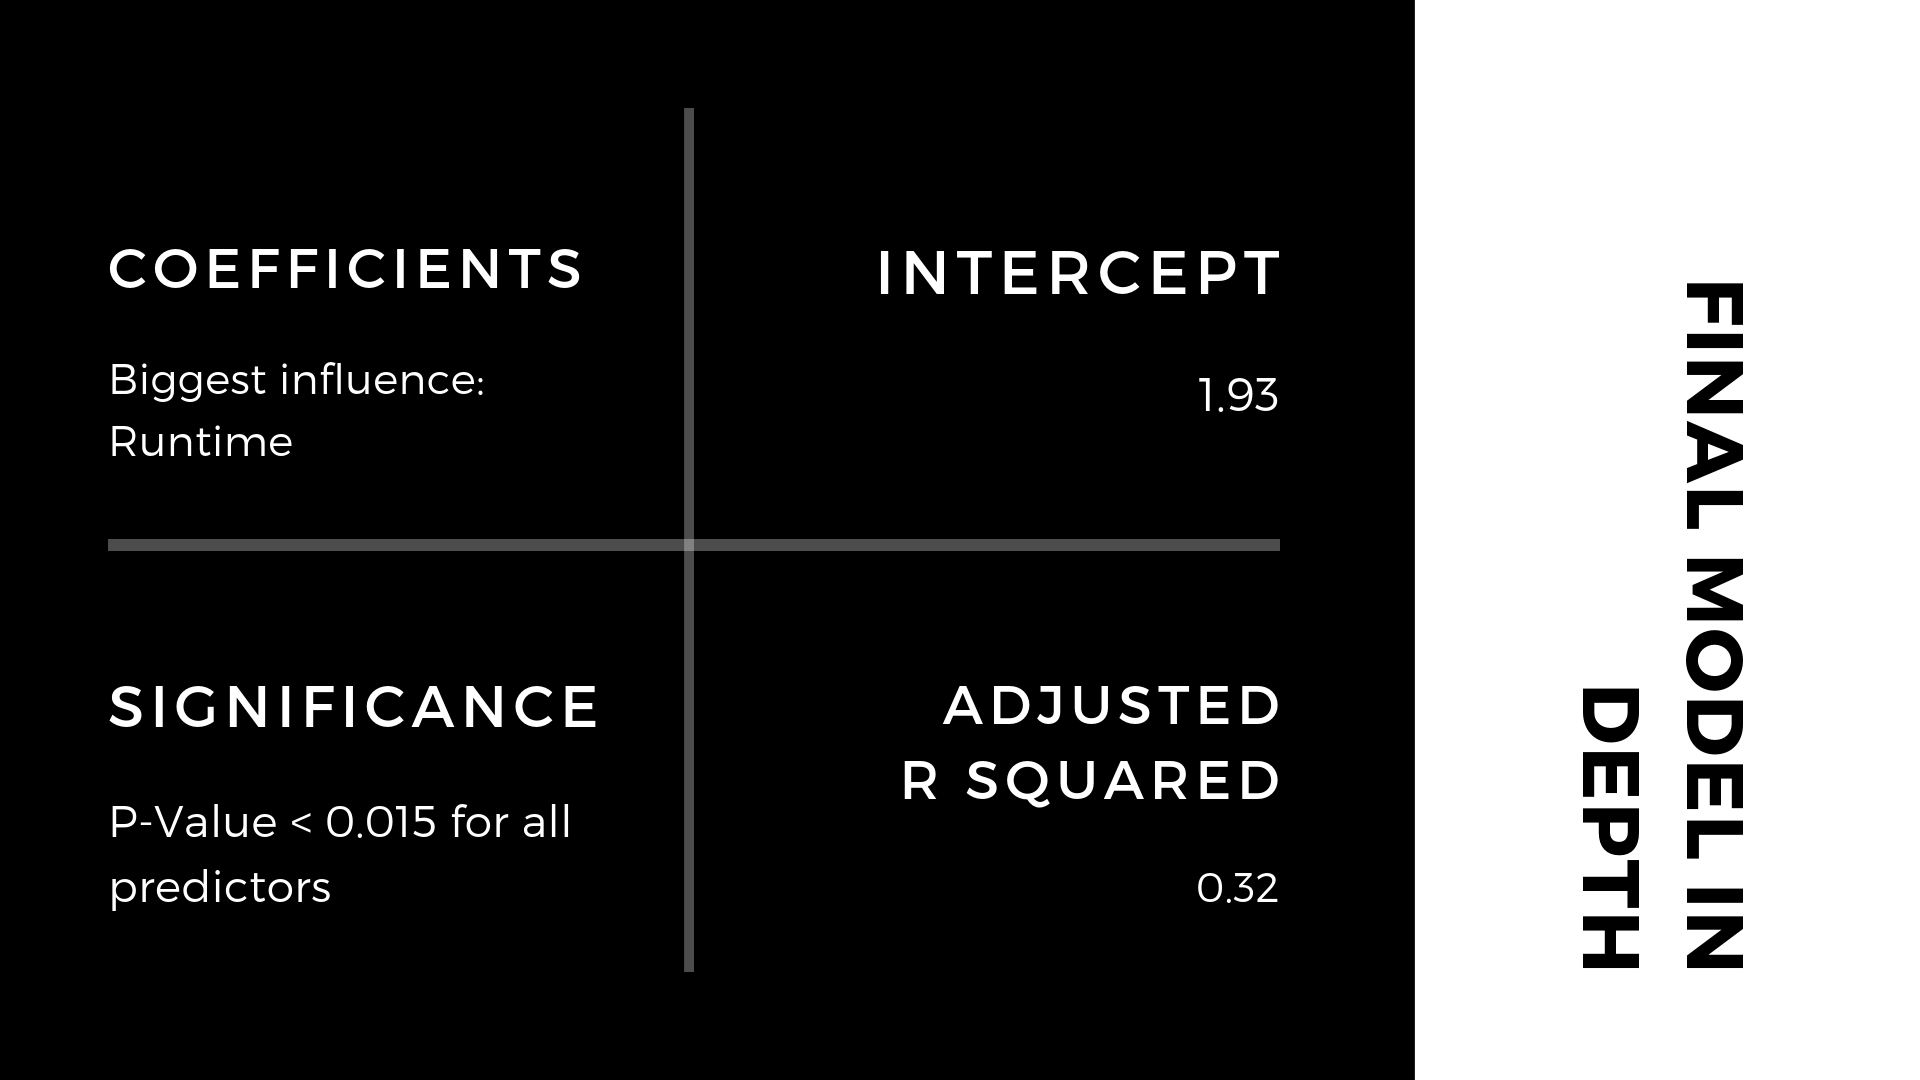 COEFFICIENTS
Biggest influence:
Runtime
INTERCEPT
1.93
SIGNIFICANCE
P-Value < 0.015 for all
predictors
ADJUSTED
R SQUARED
0.32
FINAL MODEL IN
DEPTH